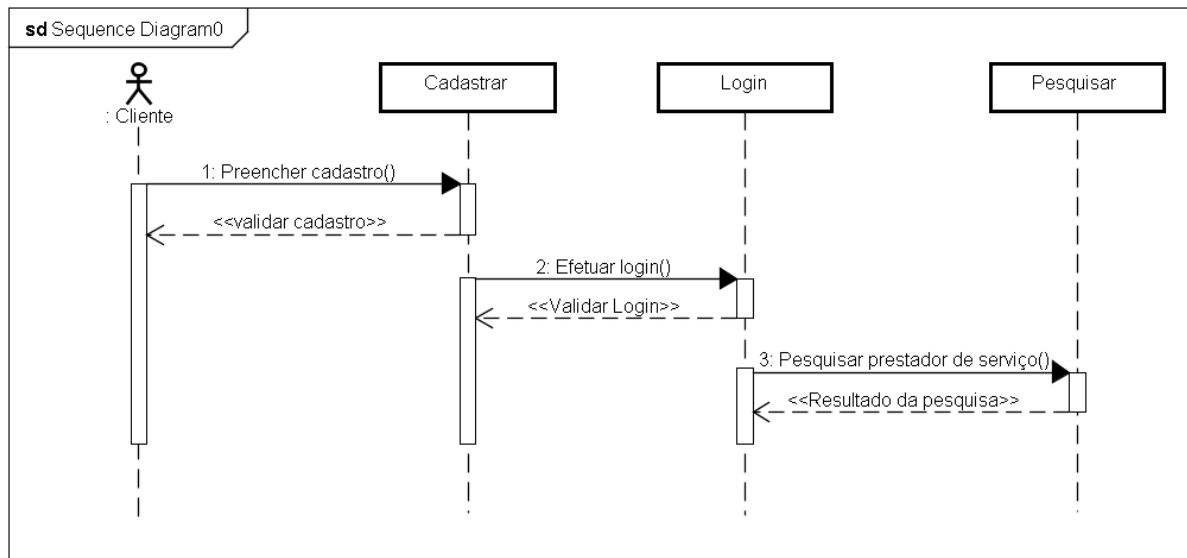 sd Sequence Diagram0
: Cliente
Cadastrar
Login
Pesquisar
1: Preencher cadastro()
<<validar cadastro>>
2: Efetuar login()
<<Validar Login>>
3: Pesquisar prestador de serviço()
<<Resultado da pesquisa>>